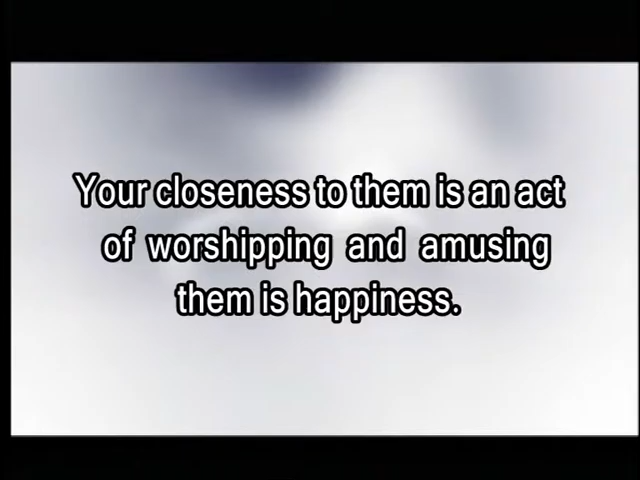 Your closeness to them is an act
of worshipping and amusing
them is happiness.